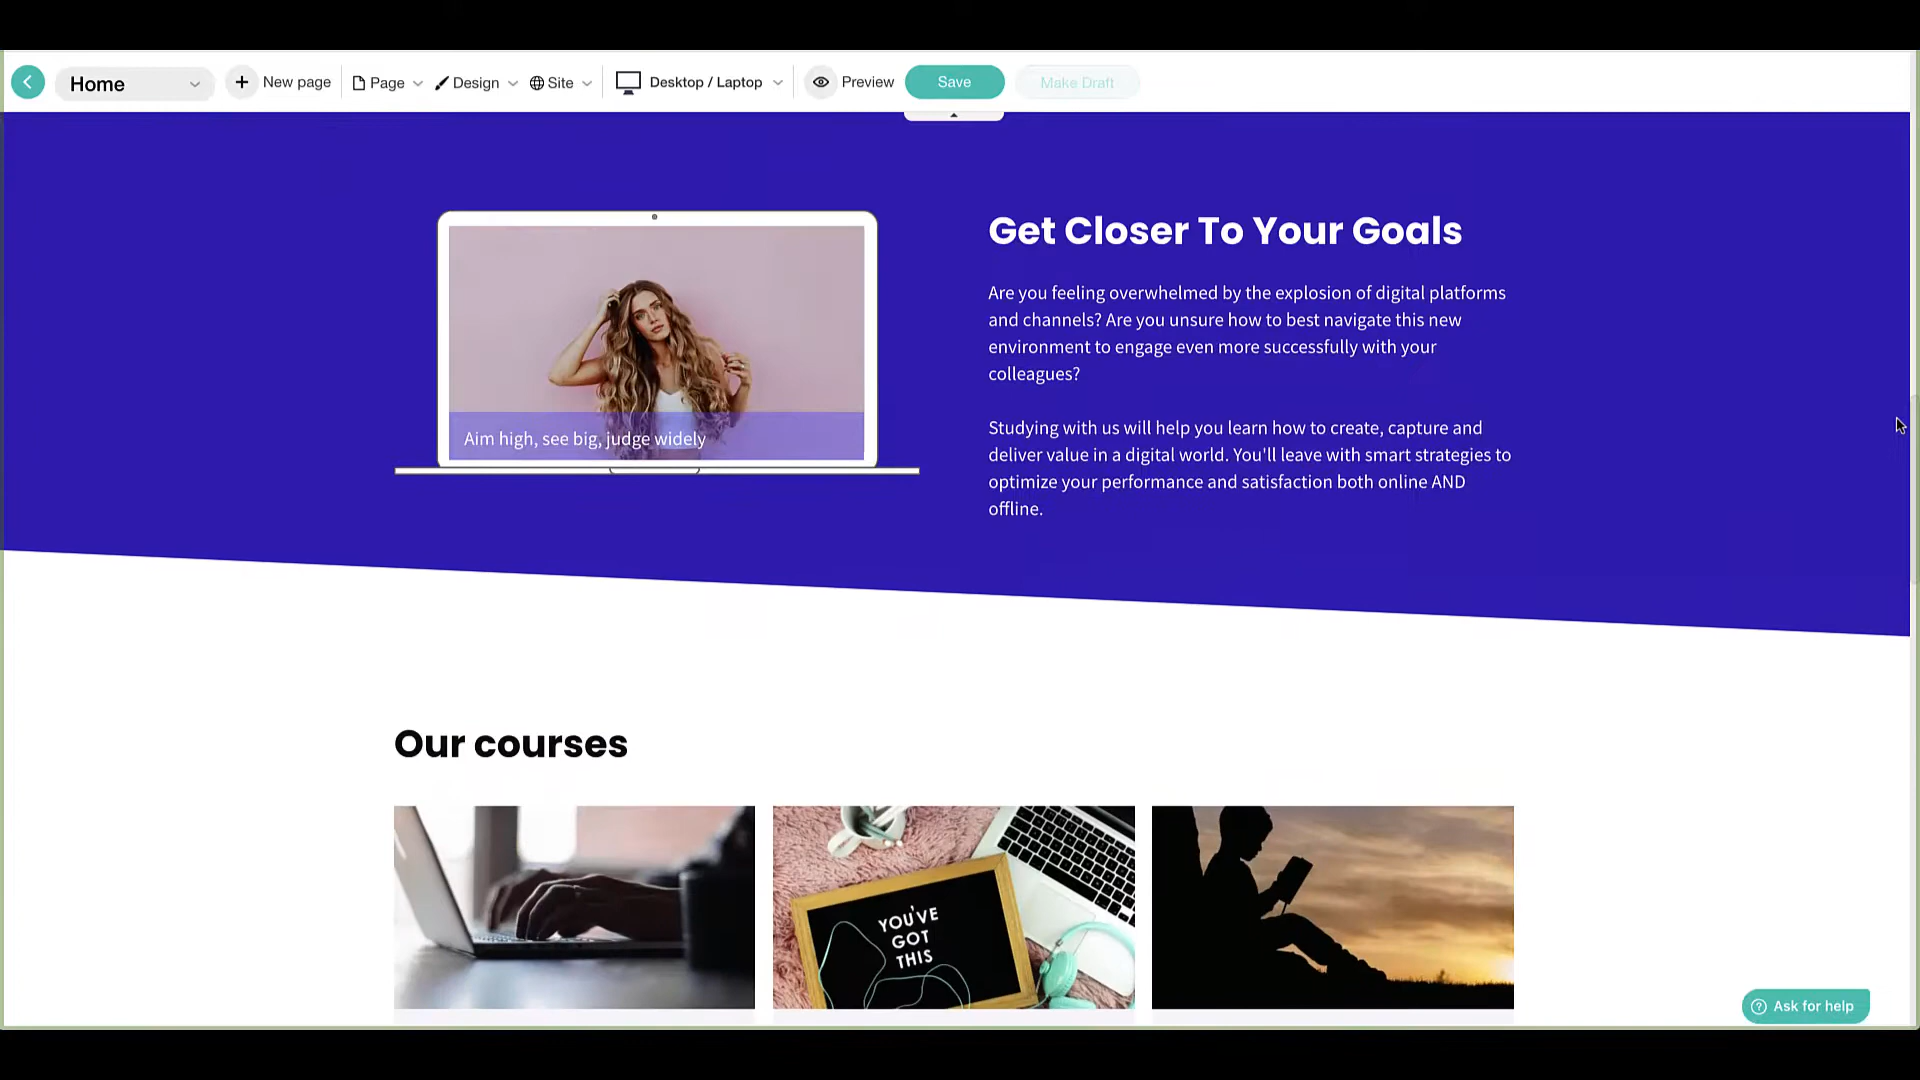 Home
New page
Page
Design
Site
Desktop / Laptop
Preview
Save
Make Draft
Get Closer To Your Goals
Are you feeling overwhelmed by the explosion of digital platforms
and channels? Are you unsure how to best navigate this new
environment to engage even more successfully with your
colleagues?
Studying with us will help you learn how to create, capture and
deliver value in a digital world. You'll leave with smart strategies to
optimize your performance and satisfaction both online AND
offline.
Aim high, see big, judge widely
Our courses
YOU'VE
GOT
THIS
Ask for help